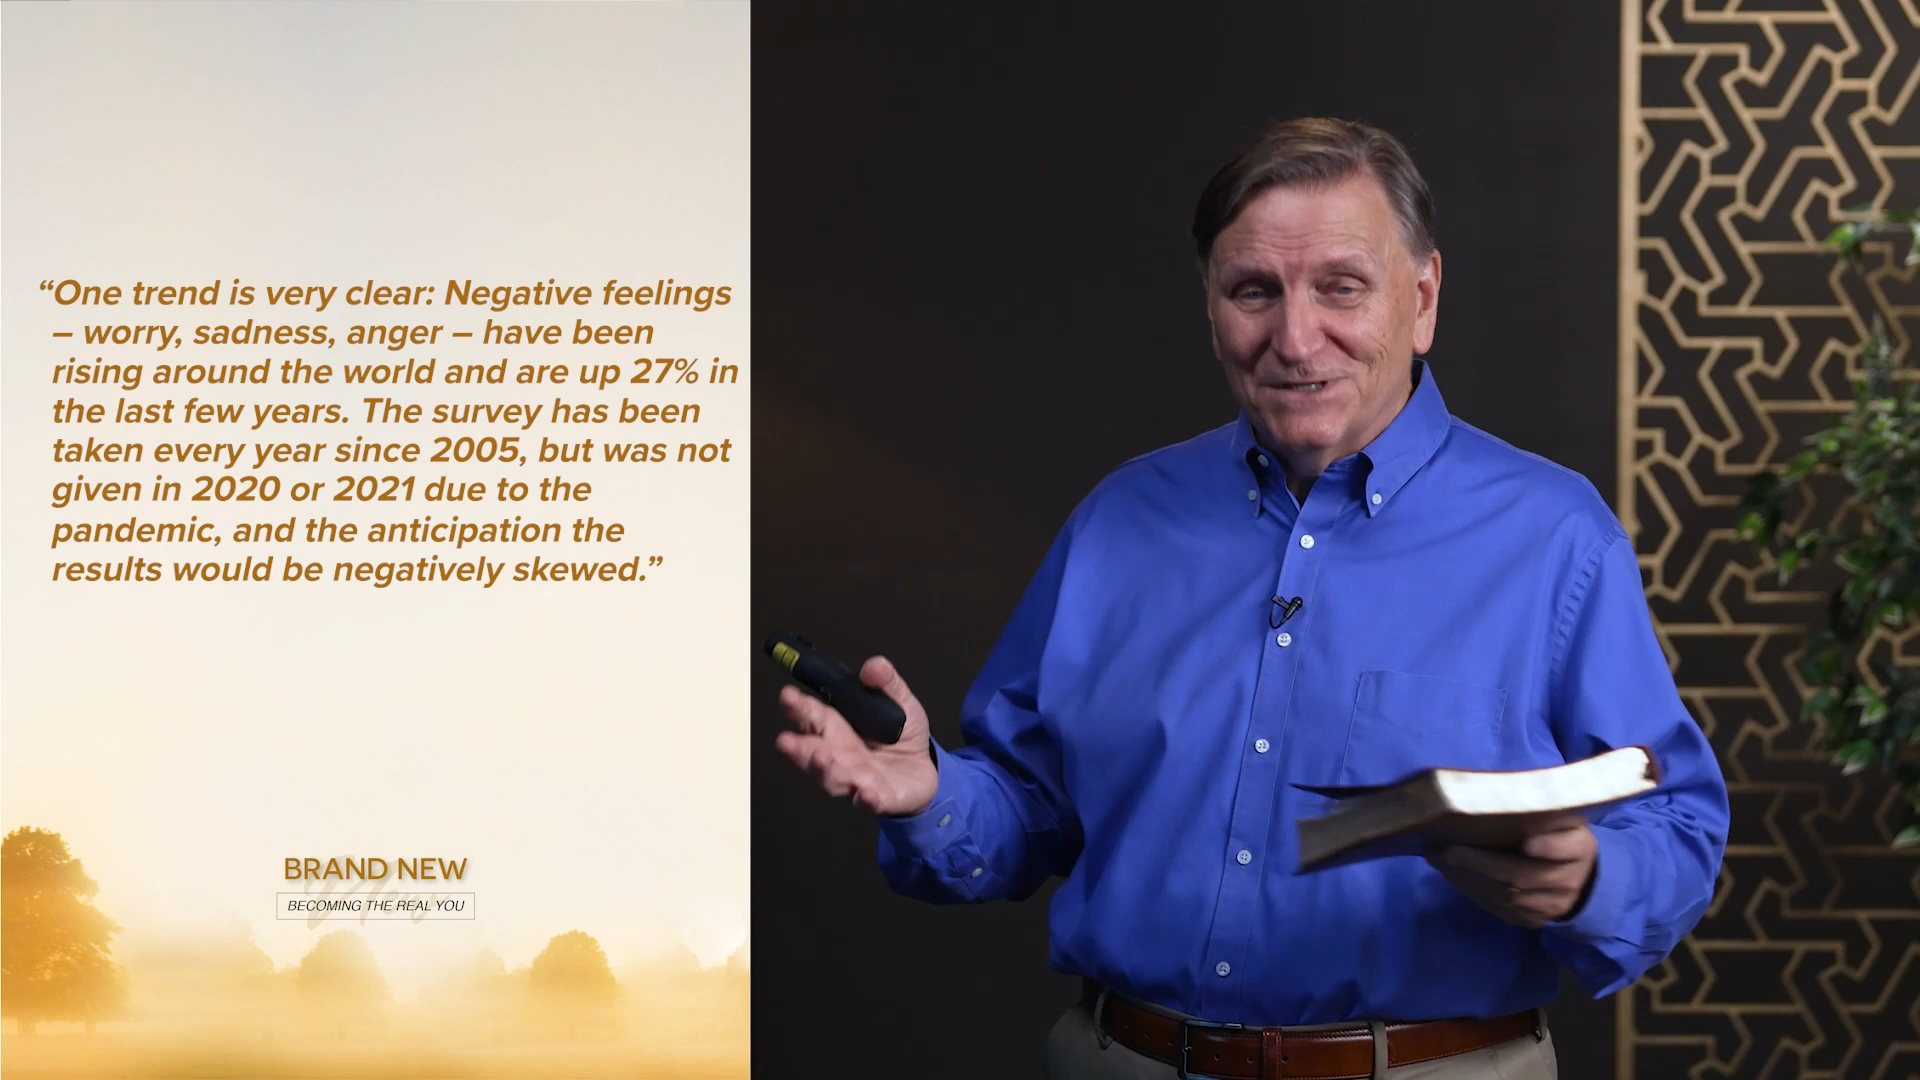 “One trend is very clear: Negative feelings
– worry, sadness, anger – have been
rising around the world and are up 27% in
the last few years. The survey has been
taken every year since 2005, but was not
given in 2020 or 2021 due to the
pandemic, and the anticipation the
results would be negatively skewed.”
BRAND NEW
BECOMING THE REAL YOU